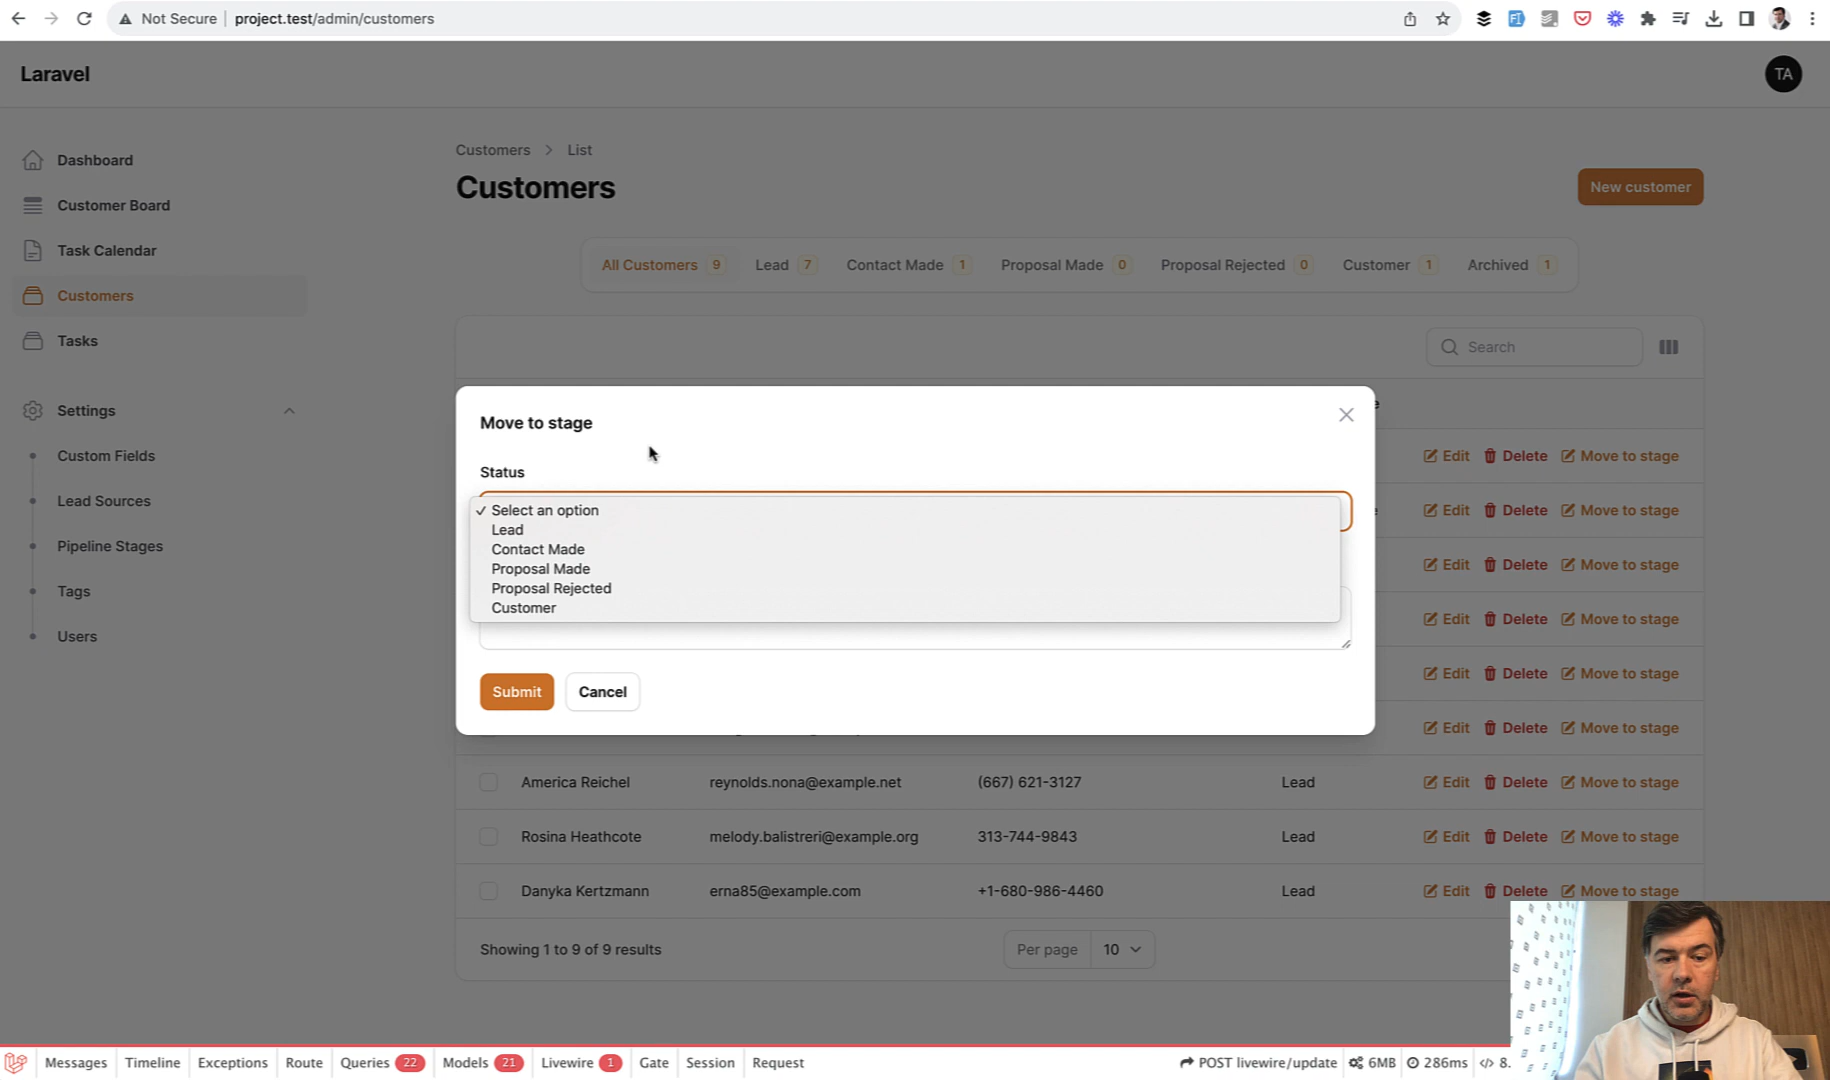 Not Secure project.test/admin/customers
Laravel
TA
Dashboard
Customer Board
Task Calendar
Customers
Tasks
Settings
Custom Fields
Lead Sources
Pipeline Stages
Tags
Users
Customers > List
Customers
New customer
All Customers 9 Lead 7 Contact Made 1 Proposal Made 0 Proposal Rejected 0 Customer 1 Archived 1
Search
Move to stage
Status
✓ Select an option
Lead
Contact Made
Proposal Made
Proposal Rejected
Customer
Submit Cancel
Edit Delete Move to stage
Edit Delete Move to stage
Edit Delete Move to stage
Edit Delete Move to stage
Edit Delete Move to stage
Edit Delete Move to stage
America Reichel reynolds.nona@example.net (667) 621-3127 Lead Edit Delete Move to stage
Rosina Heathcote melody.balistreri@example.org 313-744-9843 Lead Edit Delete Move to stage
Danyka Kertzmann erna85@example.com +1-680-986-4460 Lead Edit Delete Move to stage
Showing 1 to 9 of 9 results Per page 10
Messages Timeline Exceptions Route Queries 22 Models 21 Livewire 1 Gate Session Request POST livewire/update 6MB 286ms 8.